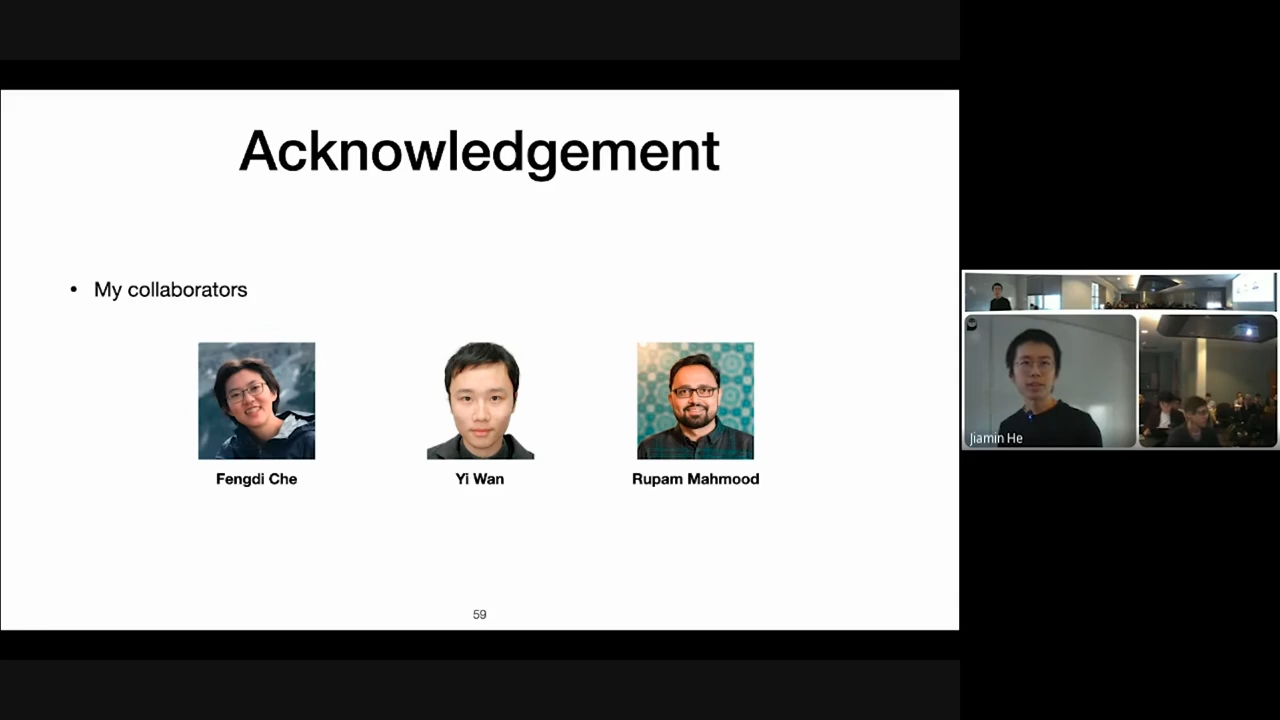 Acknowledgement
• My collaborators
Fengdi Che
Yi Wan
Rupam Mahmood
59
Jiamin He